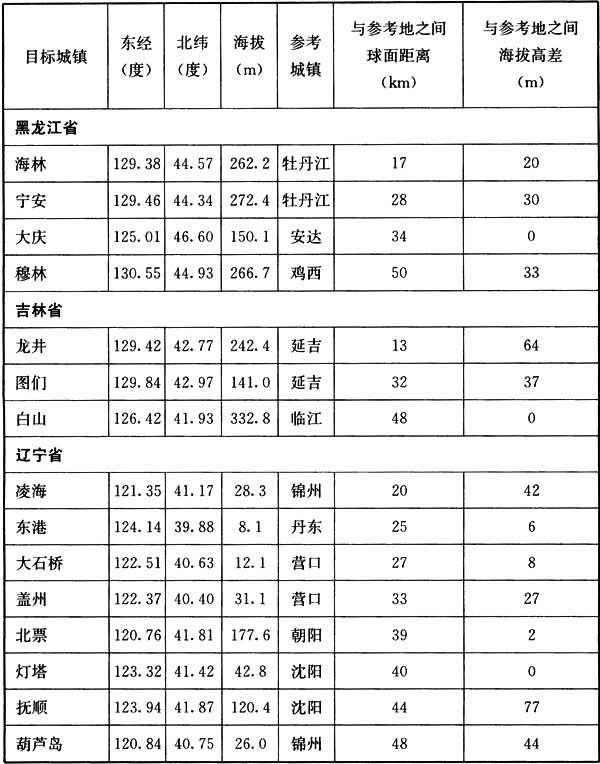 目标城镇 东经（度） 北纬（度） 海拔（m） 参考城镇 与参考地之间球面距离（km） 与参考地之间海拔高差（m）
黑龙江省
海林 129.38 44.57 262.2 牡丹江 17 20
宁安 129.46 44.34 272.4 牡丹江 28 30
大庆 125.01 46.60 150.1 安达 34 0
穆林 130.55 44.93 266.7 鸡西 50 33
吉林省
龙井 129.42 42.77 242.4 延吉 13 64
图们 129.84 42.97 141.0 延吉 32 37
白山 126.42 41.93 332.8 临江 48 0
辽宁省
凌海 121.35 41.17 28.3 锦州 20 42
东港 124.14 39.88 8.1 丹东 25 6
大石桥 122.51 40.63 12.1 营口 27 8
盖州 122.37 40.40 31.1 营口 33 27
北票 120.76 41.81 177.6 朝阳 39 2
灯塔 123.32 41.42 42.8 沈阳 40 0
抚顺 123.94 41.87 120.4 沈阳 44 77
葫芦岛 120.84 40.75 26.0 锦州 48 44